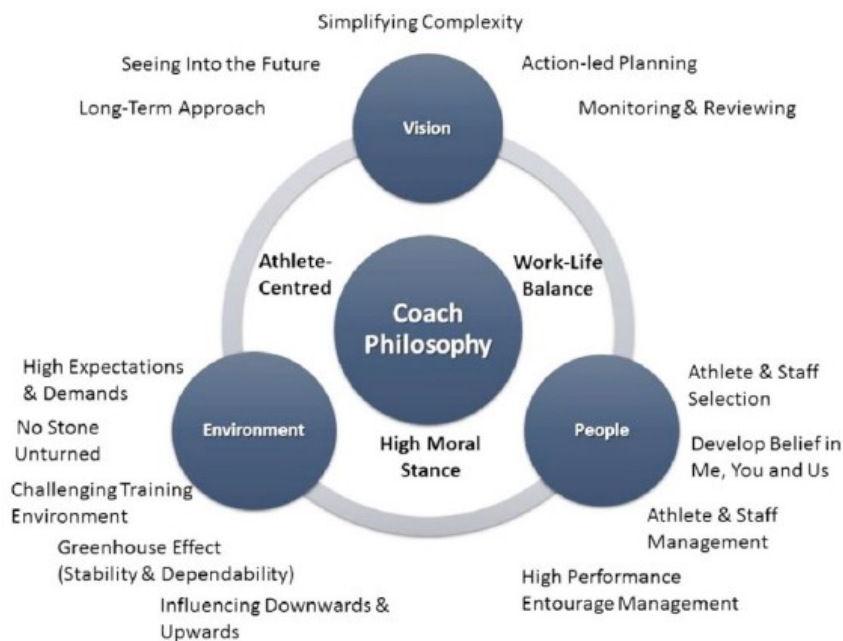 Simplifying Complexity
Seeing Into the Future
Action-led Planning
Long-Term Approach
Monitoring & Reviewing
Vision
Athlete-
Centred
Work-Life
Balance
Coach
Philosophy
High Moral
Stance
Environment
People
High Expectations
& Demands
No Stone
Unturned
Challenging Training
Environment
Greenhouse Effect
(Stability & Dependability)
Influencing Downwards &
Upwards
Athlete & Staff
Selection
Develop Belief in
Me, You and Us
Athlete & Staff
Management
High Performance
Entourage Management